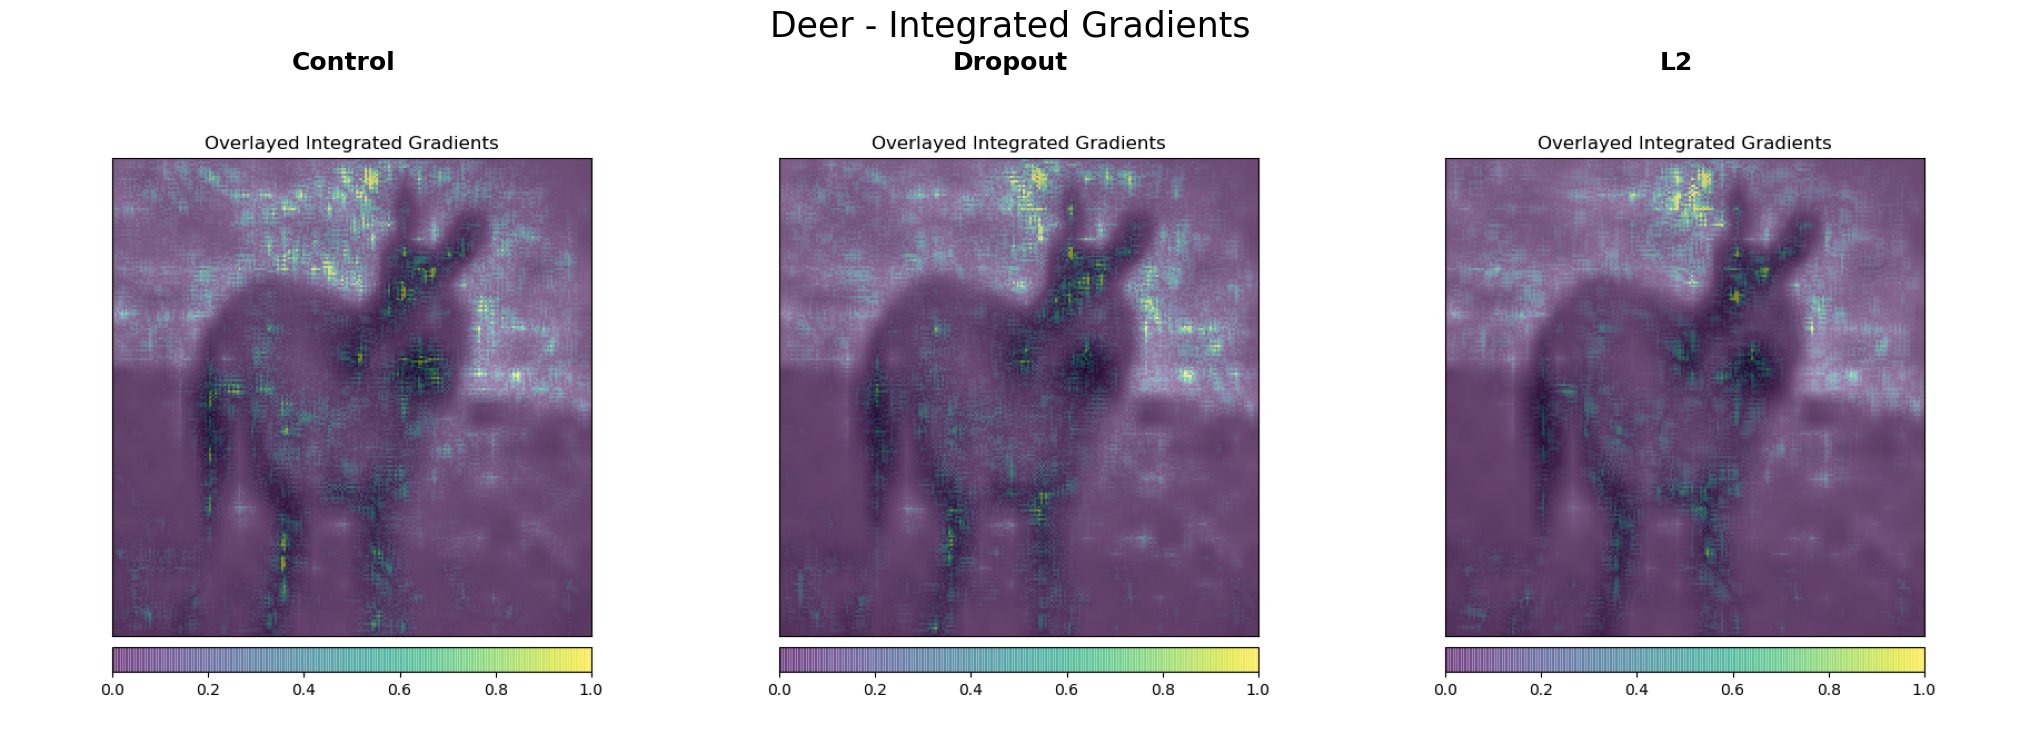 Deer - Integrated Gradients
Control Dropout L2
Overlayed Integrated Gradients Overlayed Integrated Gradients Overlayed Integrated Gradients
0.0 0.2 0.4 0.6 0.8 1.0 0.0 0.2 0.4 0.6 0.8 1.0 0.0 0.2 0.4 0.6 0.8 1.0